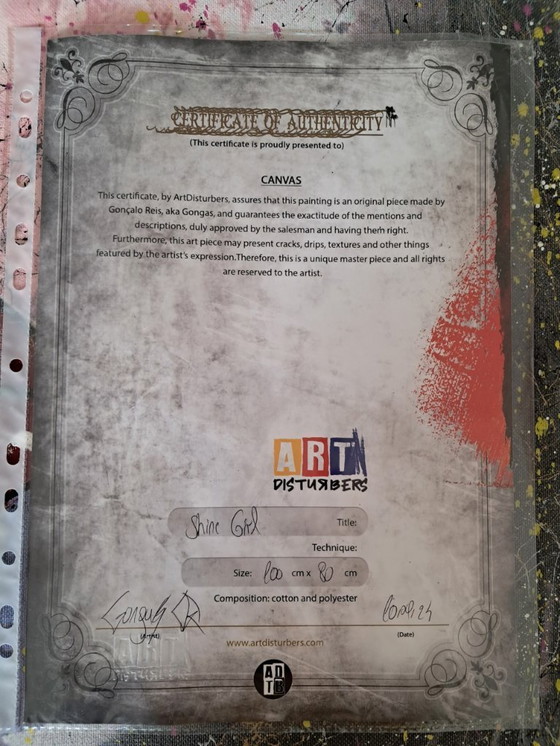 CERTIFICATE OF AUTHENTICITY
(This certificate is proudly presented to)
CANVAS
This certificate, by ArtDisturbers, assures that this painting is an original piece made by
Gonçalo Reis, aka Gongas, and guarantees the exactitude of the mentions and
descriptions, duly approved by the salesman and having them right.
Furthermore, this art piece may present cracks, drips, textures and other things
featured by the artist's expression.Therefore, this is a unique master piece and all rights
are reserved to the artist.
ART
DISTURBERS
Shine Girl Title:
Technique:
Size: 100 cm x 80 cm
Composition: cotton and polyester
(Date)
www.artdisturbers.com